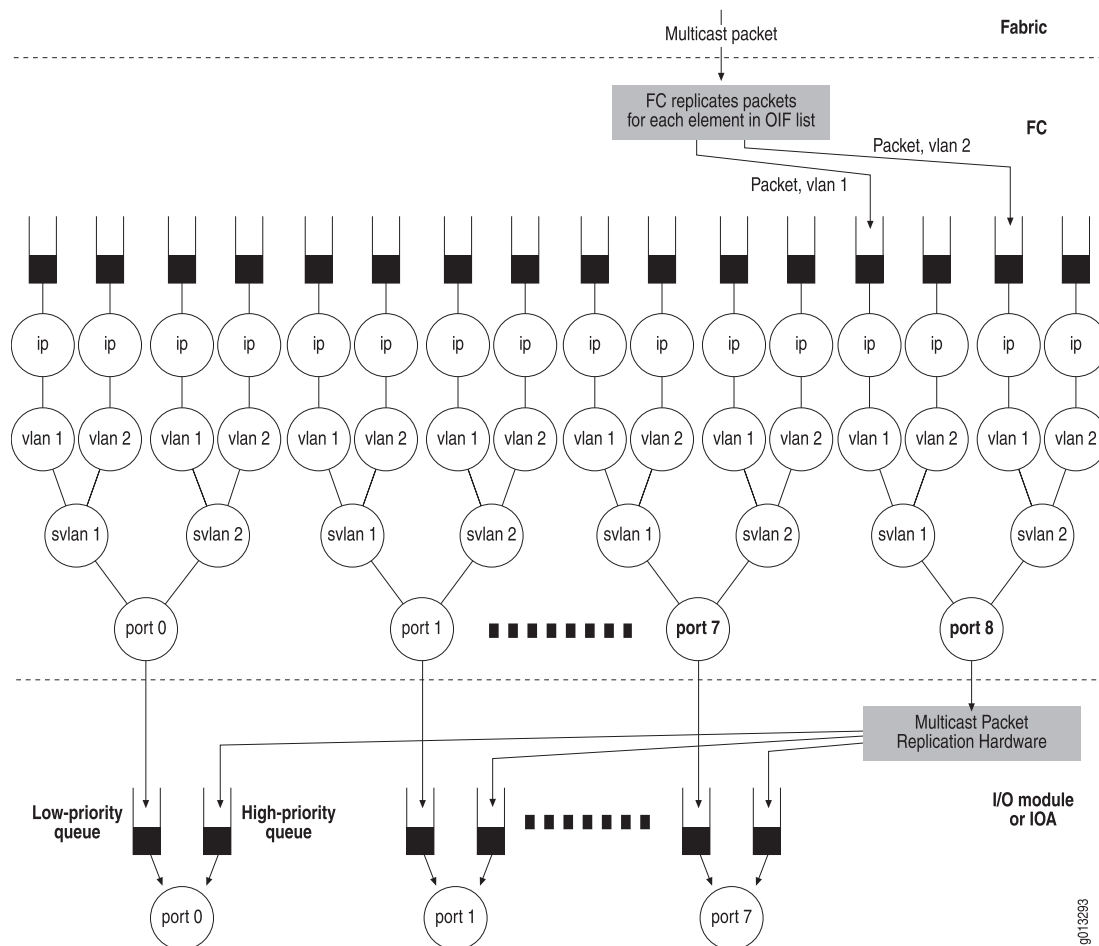 Fabric
Multicast packet
FC replicates packets
for each element in OIF list
FC
Packet, vlan 2
Packet, vlan 1
ip ip ip ip ip ip ip ip ip ip ip ip ip ip ip ip
vlan 1 vlan 2 vlan 1 vlan 2 vlan 1 vlan 2 vlan 1 vlan 2 vlan 1 vlan 2 vlan 1 vlan 2 vlan 1 vlan 2 vlan 1 vlan 2
svlan 1 svlan 2 svlan 1 svlan 2 svlan 1 svlan 2 svlan 1 svlan 2
port 0 port 1 port 7 port 8
Multicast Packet
Replication Hardware
Low-priority
queue
High-priority
queue
I/O module
or IOA
port 0 port 1 port 7
g013293